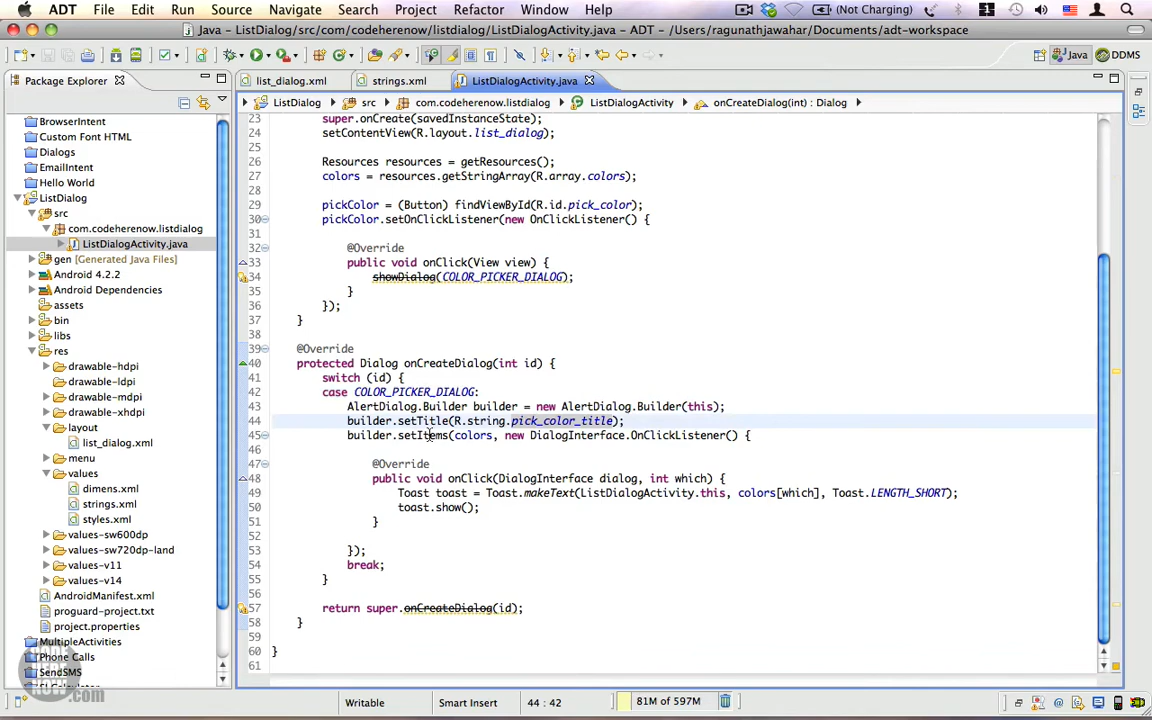 ADT File Edit Run Source Navigate Search Project Refactor Window Help (Not Charging) 1
Java – ListDialog/src/com/codeherenow/listdialog/ListDialogActivity.java – ADT – /Users/ragunathjawahar/Documents/adt-workspace
Java DDMS
Package Explorer
list_dialog.xml strings.xml ListDialogActivity.java
ListDialog src com.codeherenow.listdialog ListDialogActivity onCreateDialog(int) : Dialog
BrowserIntent
Custom Font HTML
Dialogs
EmailIntent
Hello World
ListDialog
src
com.codeherenow.listdialog
ListDialogActivity.java
gen [Generated Java Files]
Android 4.2.2
Android Dependencies
assets
bin
libs
res
drawable-hdpi
drawable-ldpi
drawable-mdpi
drawable-xhdpi
layout
list_dialog.xml
menu
values
dimens.xml
strings.xml
styles.xml
values-sw600dp
values-sw720dp-land
values-v11
values-v14
AndroidManifest.xml
proguard-project.txt
project.properties
MultipleActivities
Phone Calls
SendSMS
23 super.onCreate(savedInstanceState);
24 setContentView(R.layout.list_dialog);
25
26 Resources resources = getResources();
27 colors = resources.getStringArray(R.array.colors);
28
29 pickColor = (Button) findViewById(R.id.pick_color);
30 pickColor.setOnClickListener(new OnClickListener() {
31
32 @Override
33 public void onClick(View view) {
34 showDialog(COLOR_PICKER_DIALOG);
35 }
36 });
37 }
38
39 @Override
40 protected Dialog onCreateDialog(int id) {
41 switch (id) {
42 case COLOR_PICKER_DIALOG:
43 AlertDialog.Builder builder = new AlertDialog.Builder(this);
44 builder.setTitle(R.string.pick_color_title);
45 builder.setItems(colors, new DialogInterface.OnClickListener() {
46
47 @Override
48 public void onClick(DialogInterface dialog, int which) {
49 Toast toast = Toast.makeText(ListDialogActivity.this, colors[which], Toast.LENGTH_SHORT);
50 toast.show();
51 }
52
53 });
54 break;
55 }
56
57 return super.onCreateDialog(id);
58 }
59
60 }
61
CODE HERE NOW.com
Writable Smart Insert 44 : 42 81M of 597M